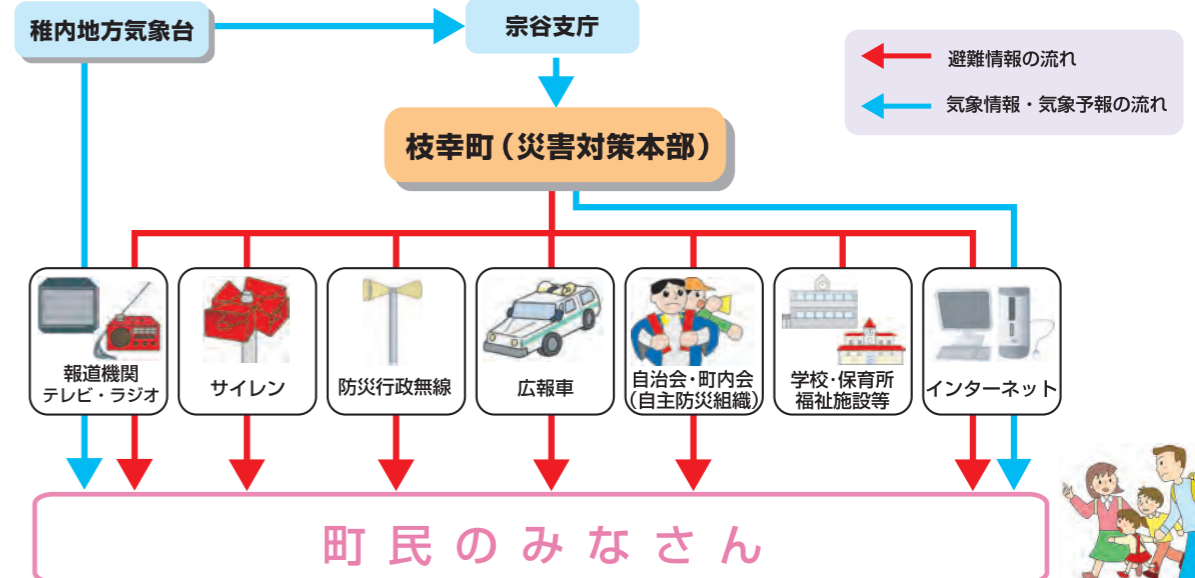 稚内地方気象台
宗谷支庁
避難情報の流れ
気象情報・気象予報の流れ
枝幸町（災害対策本部）
報道機関
テレビ・ラジオ
サイレン
防災行政無線
広報車
自治会・町内会
（自主防災組織）
学校・保育所
福祉施設等
インターネット
町民のみなさん